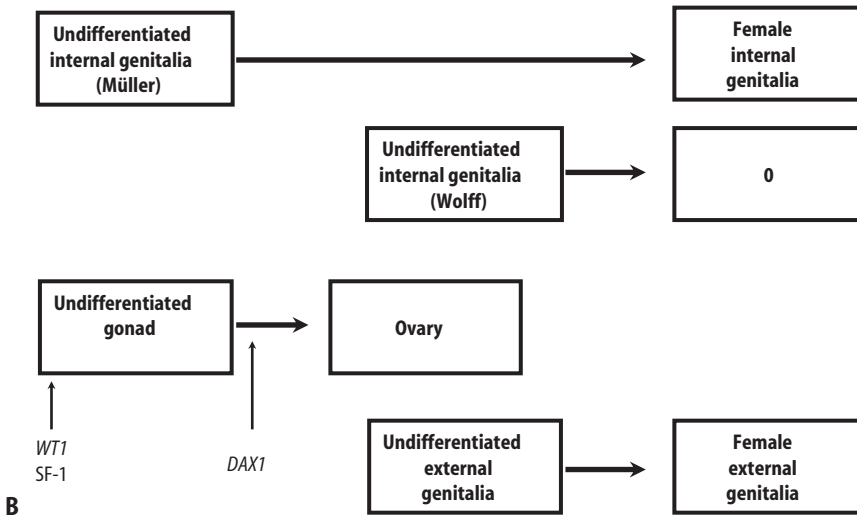 Undifferentiated
internal genitalia
(Müller)
Female
internal
genitalia
Undifferentiated
internal genitalia
(Wolff)
0
Undifferentiated
gonad
Ovary
WT1
SF-1
DAX1
Undifferentiated
external
genitalia
Female
external
genitalia
B